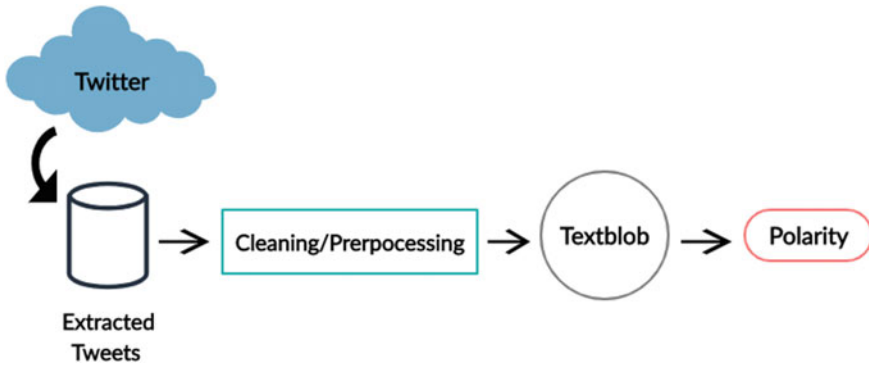 Twitter
Cleaning/Prerpocessing
Textblob
Polarity
Extracted
Tweets